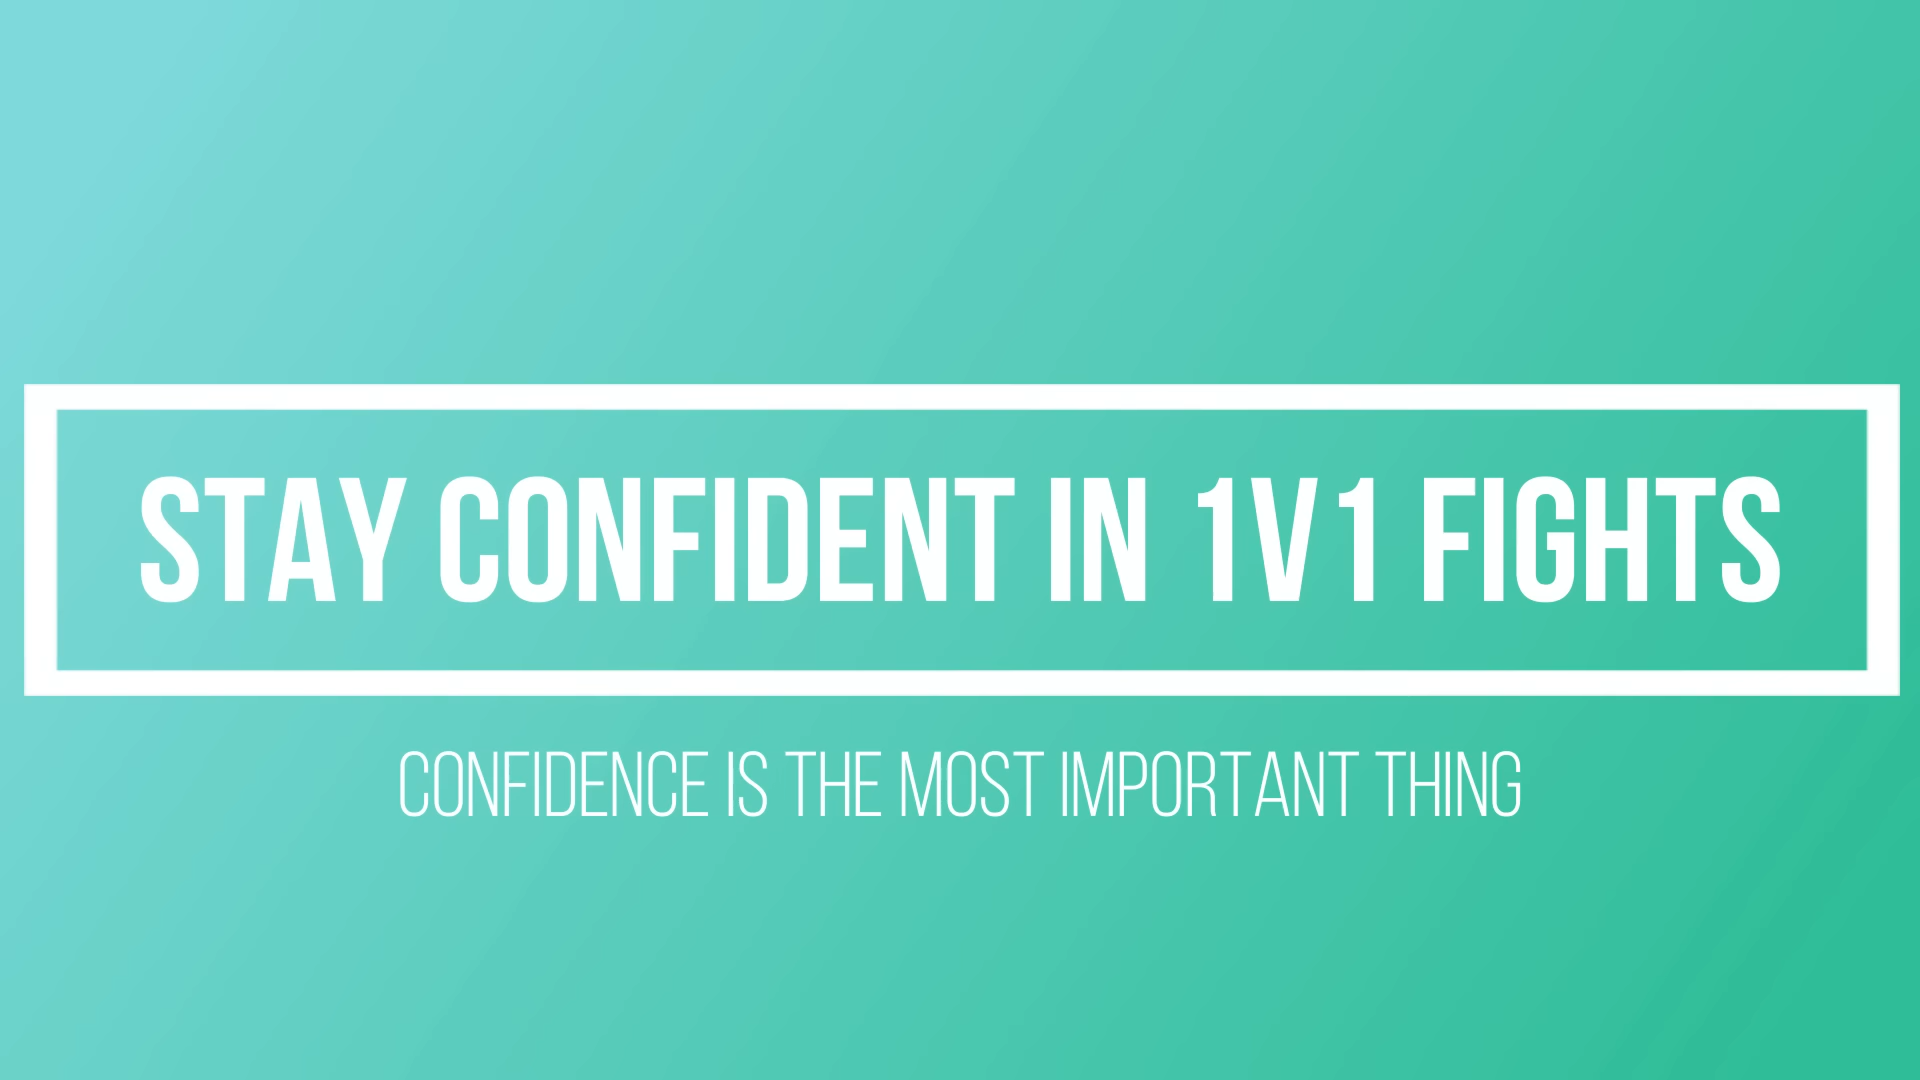 STAY CONFIDENT IN 1V1 FIGHTS
CONFIDENCE IS THE MOST IMPORTANT THING